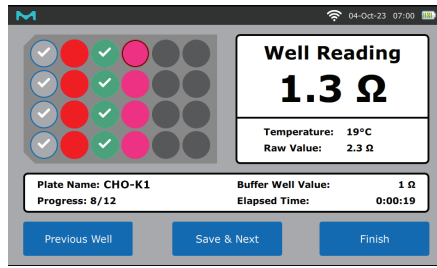 04-Oct-23 07:00
Well Reading
1.3 Ω
Temperature: 19°C
Raw Value: 2.3 Ω
Plate Name: CHO-K1
Buffer Well Value: 1 Ω
Progress: 8/12
Elapsed Time: 0:00:19
Previous Well
Save & Next
Finish